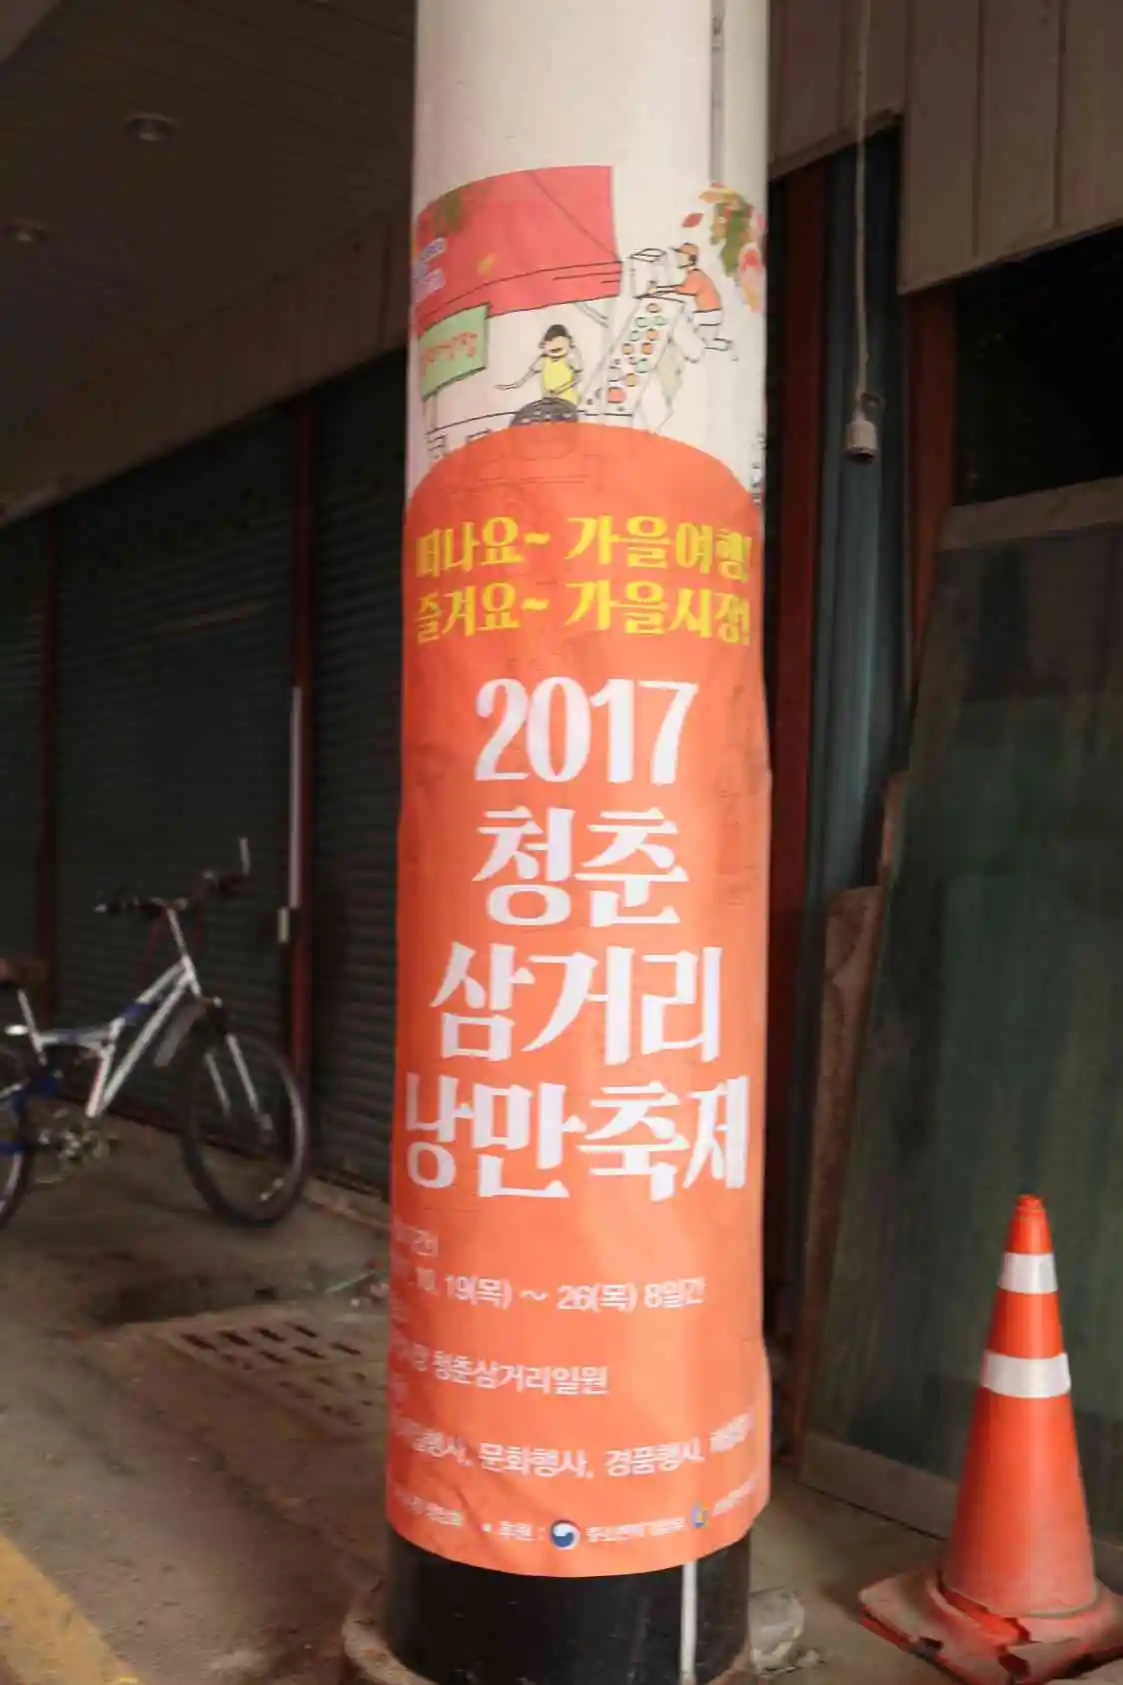 떠나요~ 가을여행!
즐겨요~ 가을시장!
2017
청춘
삼거리
낭만축제
10. 19(목) ~ 26(목) 8일간
청춘삼거리일원
문화행사, 경품행사,
후원 :